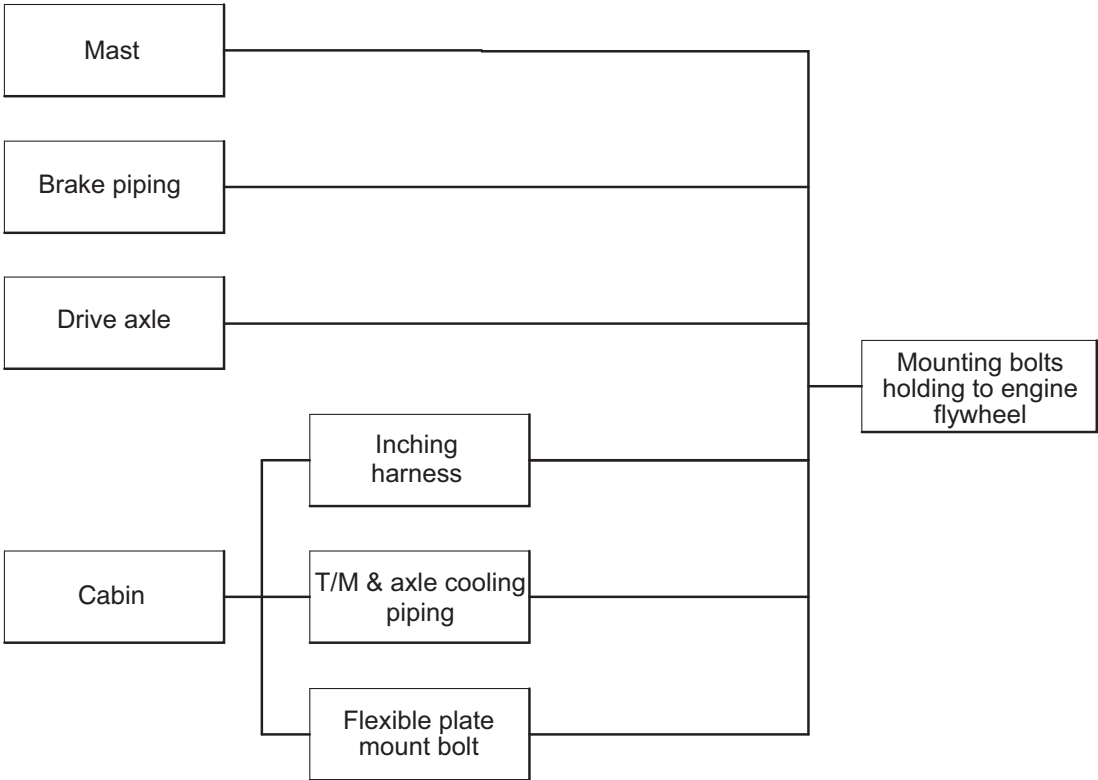 Mast
Brake piping
Drive axle
Mounting bolts
holding to engine
flywheel
Inching
harness
Cabin
T/M & axle cooling
piping
Flexible plate
mount bolt